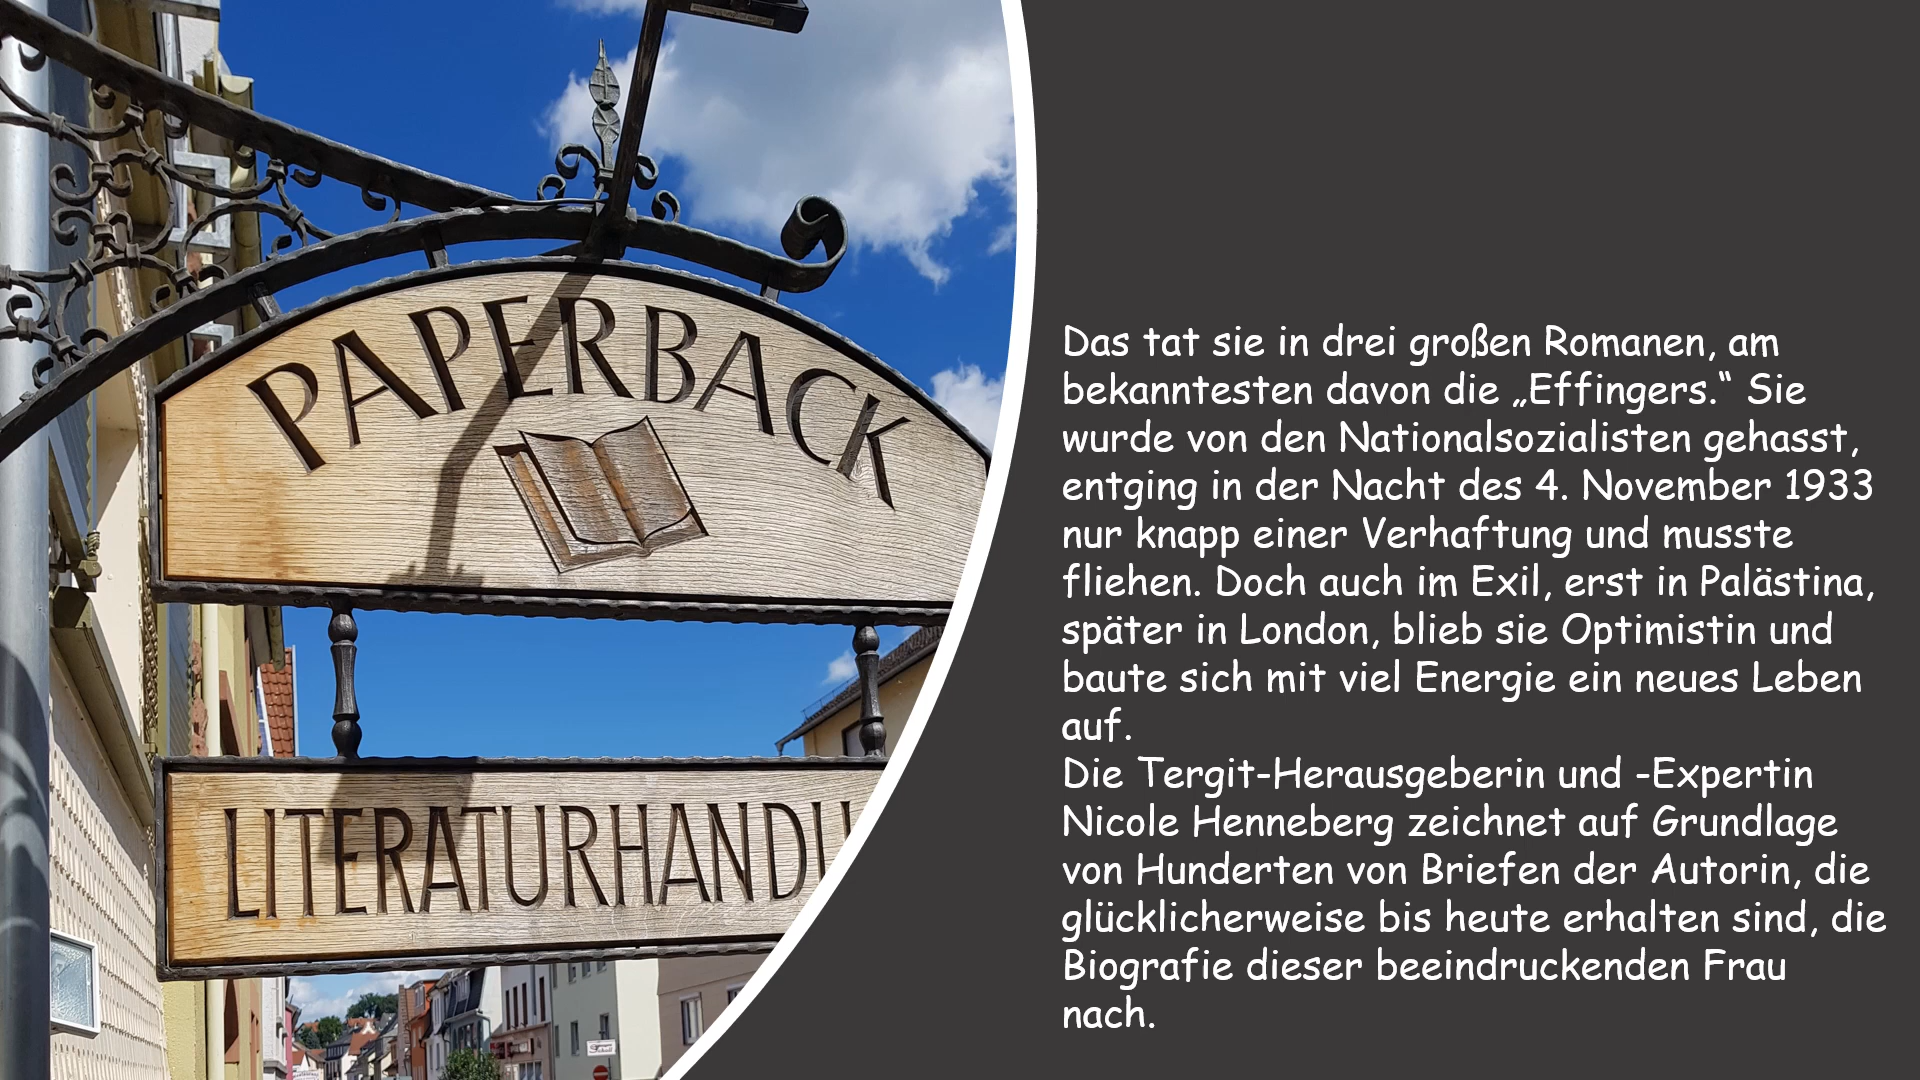 PAPERBACK
LITERATURHANDLU
Das tat sie in drei großen Romanen, am
bekanntesten davon die „Effingers.“ Sie
wurde von den Nationalsozialisten gehasst,
entging in der Nacht des 4. November 1933
nur knapp einer Verhaftung und musste
fliehen. Doch auch im Exil, erst in Palästina,
später in London, blieb sie Optimistin und
baute sich mit viel Energie ein neues Leben
auf.
Die Tergit-Herausgeberin und -Expertin
Nicole Henneberg zeichnet auf Grundlage
von Hunderten von Briefen der Autorin, die
glücklicherweise bis heute erhalten sind, die
Biografie dieser beeindruckenden Frau
nach.